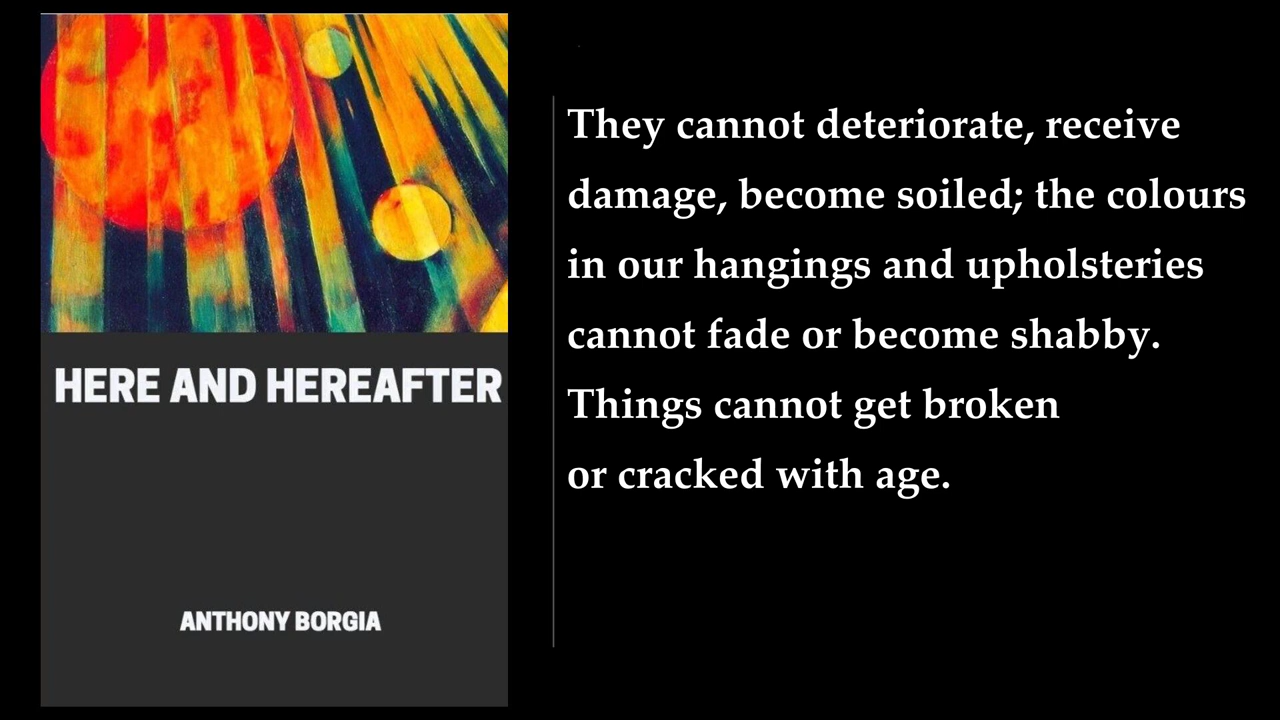 HERE AND HEREAFTER
ANTHONY BORGIA
They cannot deteriorate, receive
damage, become soiled; the colours
in our hangings and upholsteries
cannot fade or become shabby.
Things cannot get broken
or cracked with age.